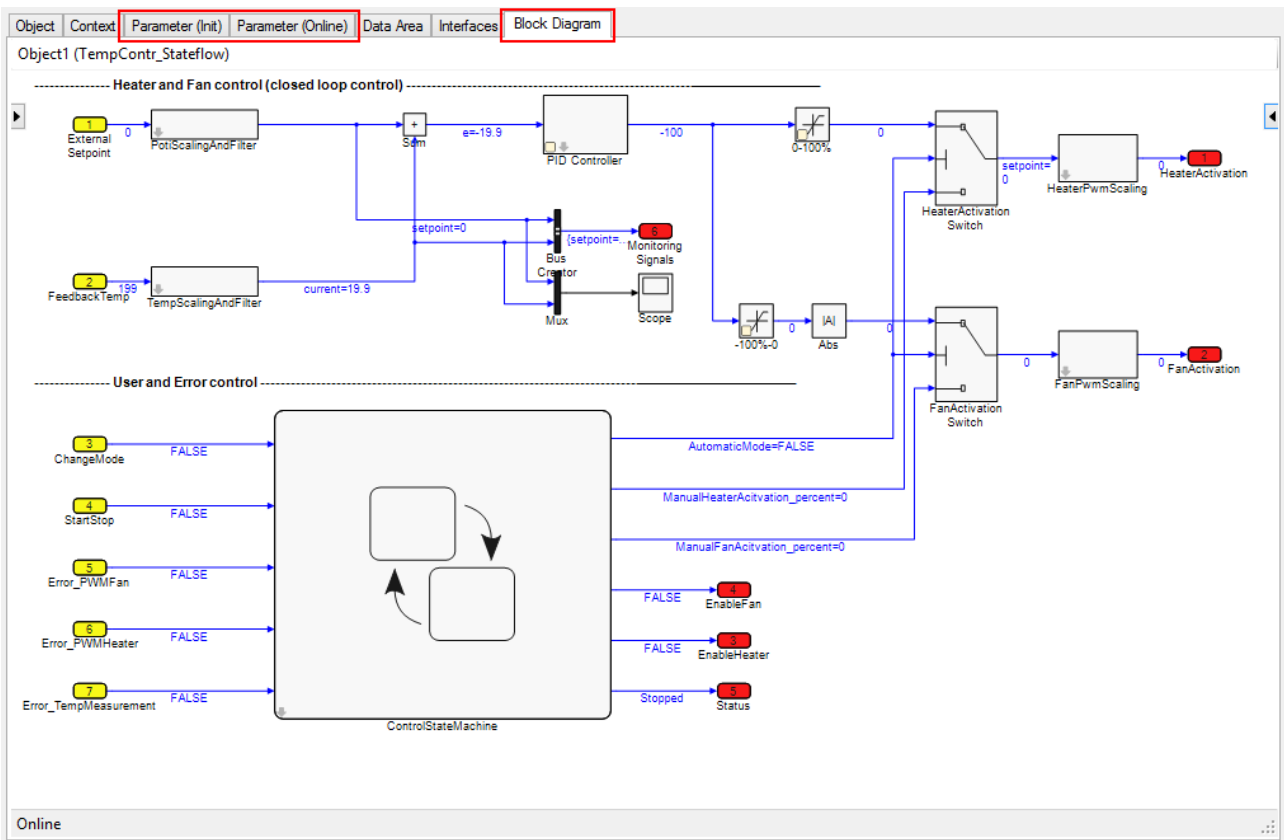 Object Context Parameter (Init) Parameter (Online) Data Area Interfaces Block Diagram
Object1 (TempContr_Stateflow)
--------------- Heater and Fan control (closed loop control) ---------------
1
External
Setpoint
0
PotiScalingAndFilter
+
Sum
e=-19.9
PID Controller
-100
0-100%
0
HeaterActivation
Switch
setpoint=
0
HeaterPwmScaling
0
1
HeaterActivation
setpoint=0
Bus
Creator
{setpoint=...
6
Monitoring
Signals
2
FeedbackTemp
199
TempScalingAndFilter
current=19.9
Mux
Scope
-100%-0
0
|A|
Abs
0
FanActivation
Switch
0
FanPwmScaling
0
2
FanActivation
--------------- User and Error control ---------------
3
ChangeMode
FALSE
4
StartStop
FALSE
5
Error_PWMFan
FALSE
6
Error_PWMHeater
FALSE
7
Error_TempMeasurement
FALSE
ControlStateMachine
AutomaticMode=FALSE
ManualHeaterAcitvation_percent=0
ManualFanAcitvation_percent=0
FALSE
4
EnableFan
FALSE
3
EnableHeater
Stopped
5
Status
Online